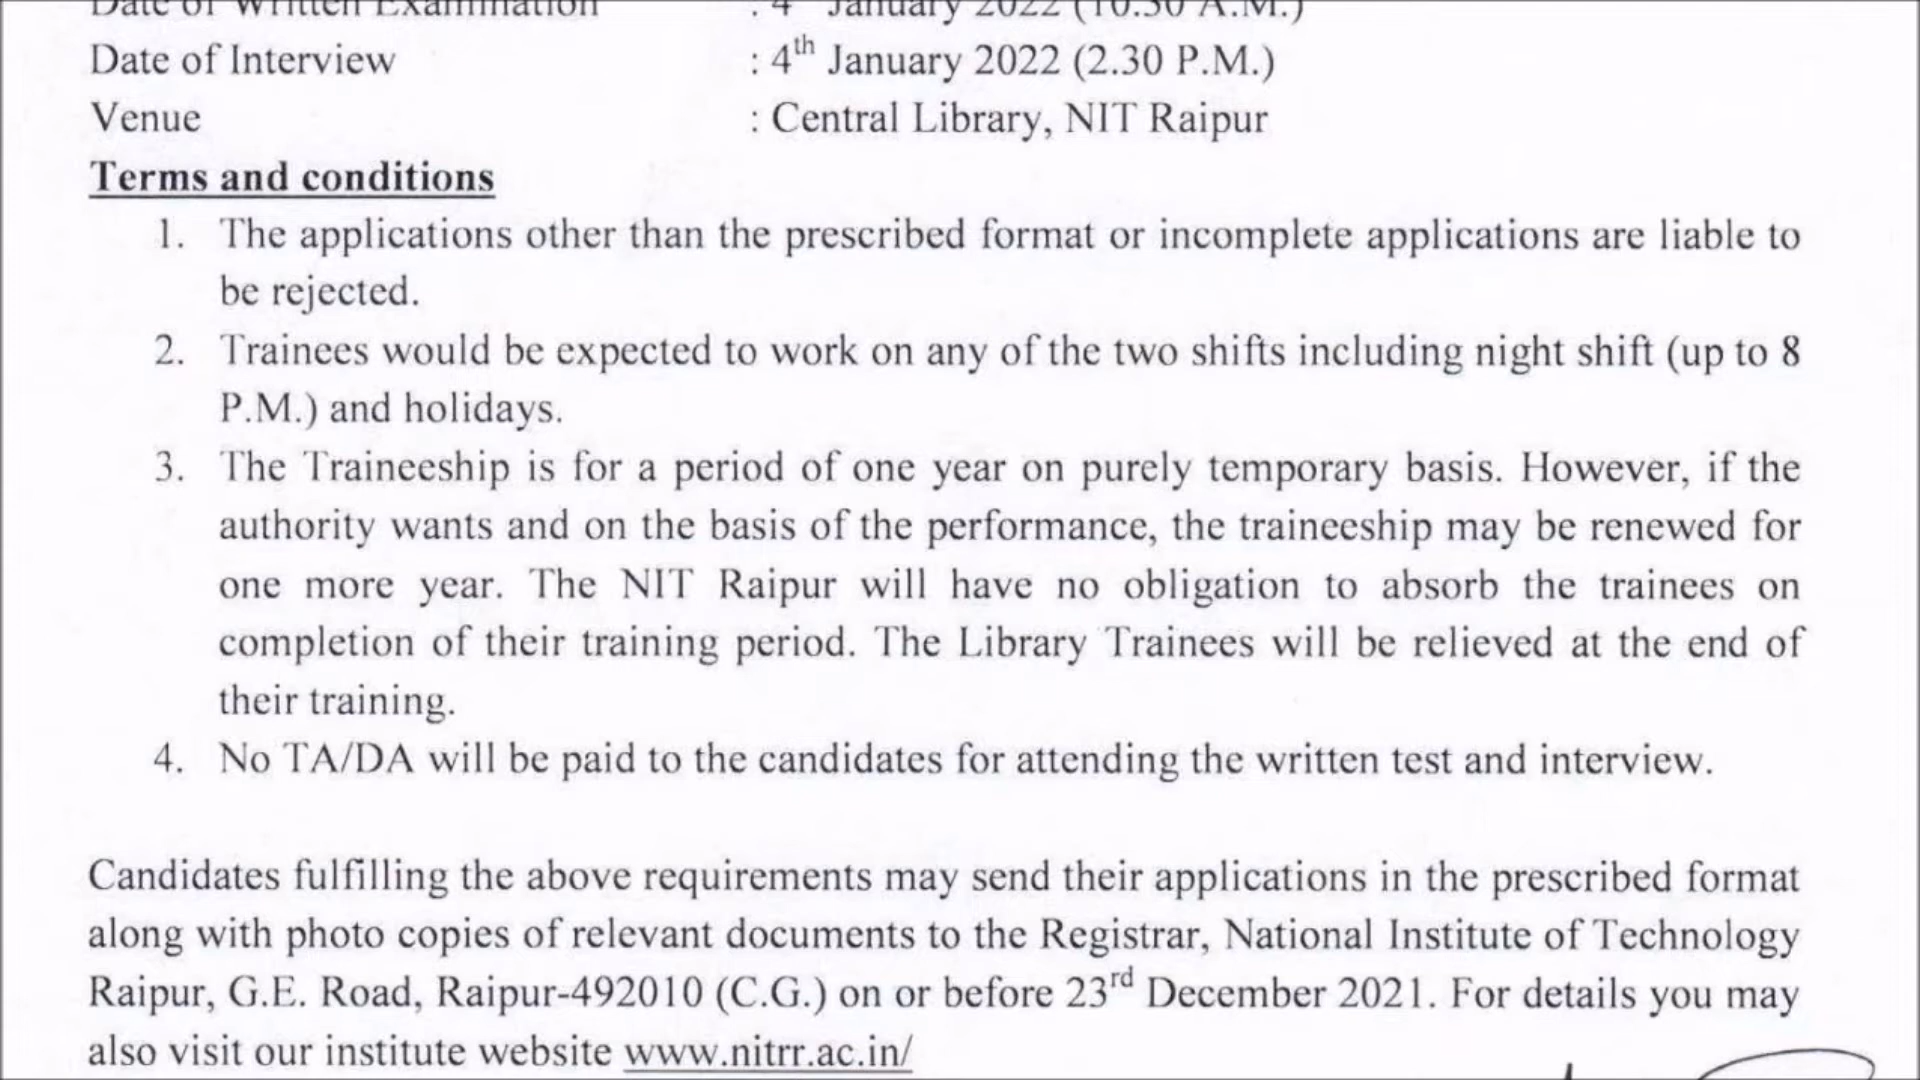 Date of Written Examination : 4th January 2022 (10.30 A.M.)
Date of Interview : 4th January 2022 (2.30 P.M.)
Venue : Central Library, NIT Raipur
Terms and conditions
1. The applications other than the prescribed format or incomplete applications are liable to
be rejected.
2. Trainees would be expected to work on any of the two shifts including night shift (up to 8
P.M.) and holidays.
3. The Traineeship is for a period of one year on purely temporary basis. However, if the
authority wants and on the basis of the performance, the traineeship may be renewed for
one more year. The NIT Raipur will have no obligation to absorb the trainees on
completion of their training period. The Library Trainees will be relieved at the end of
their training.
4. No TA/DA will be paid to the candidates for attending the written test and interview.
Candidates fulfilling the above requirements may send their applications in the prescribed format
along with photo copies of relevant documents to the Registrar, National Institute of Technology
Raipur, G.E. Road, Raipur-492010 (C.G.) on or before 23rd December 2021. For details you may
also visit our institute website www.nitrr.ac.in/